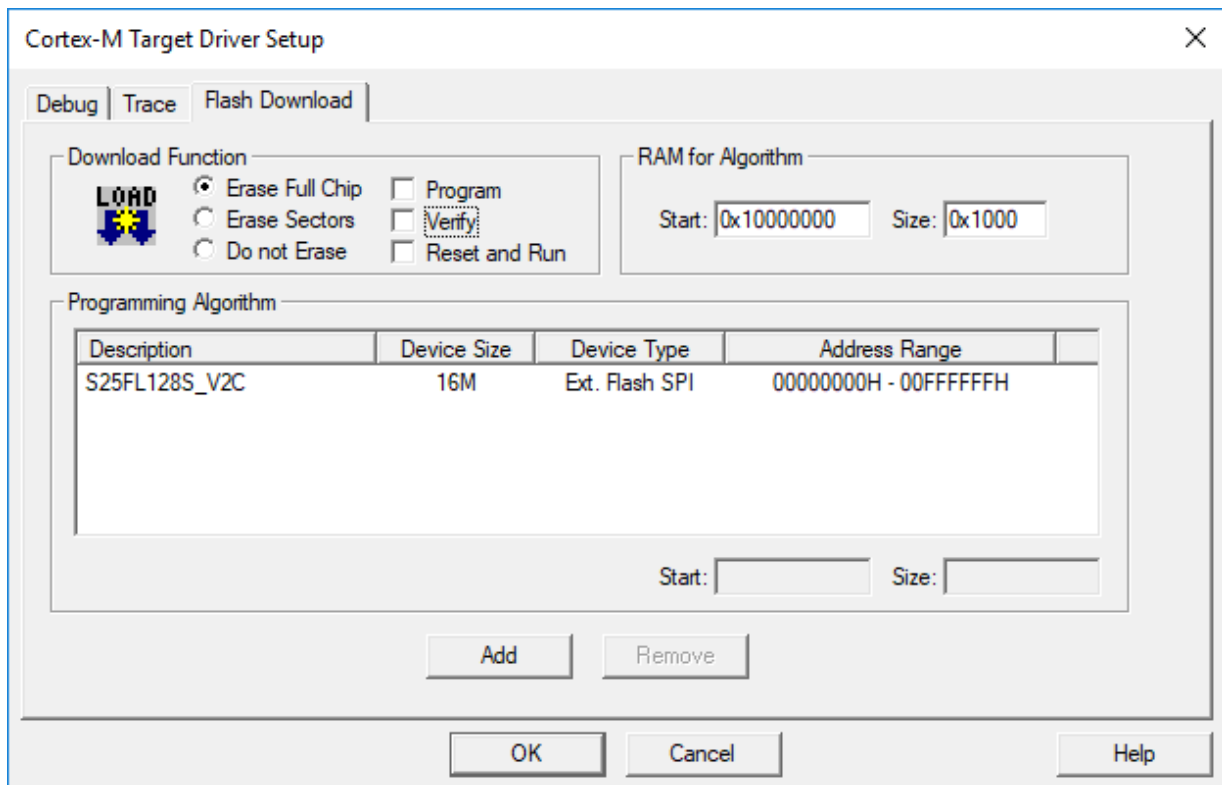 Cortex-M Target Driver Setup
Debug Trace Flash Download
Download Function
LOAD
Erase Full Chip
Erase Sectors
Do not Erase
Program
Verify
Reset and Run
RAM for Algorithm
Start: 0x10000000 Size: 0x1000
Programming Algorithm
Description Device Size Device Type Address Range
S25FL128S_V2C 16M Ext. Flash SPI 00000000H - 00FFFFFFH
Start: Size:
Add Remove
OK Cancel Help